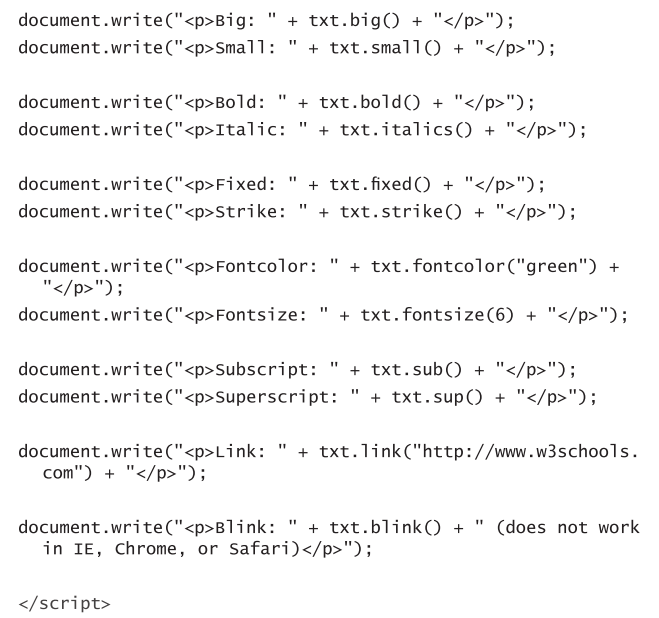 document.write("<p>Big: " + txt.big() + "</p>");
document.write("<p>Small: " + txt.small() + "</p>");
document.write("<p>Bold: " + txt.bold() + "</p>");
document.write("<p>Italic: " + txt.italics() + "</p>");
document.write("<p>Fixed: " + txt.fixed() + "</p>");
document.write("<p>Strike: " + txt.strike() + "</p>");
document.write("<p>Fontcolor: " + txt.fontcolor("green") +
"</p>");
document.write("<p>Fontsize: " + txt.fontsize(6) + "</p>");
document.write("<p>Subscript: " + txt.sub() + "</p>");
document.write("<p>Superscript: " + txt.sup() + "</p>");
document.write("<p>Link: " + txt.link("http://www.w3schools.
com") + "</p>");
document.write("<p>Blink: " + txt.blink() + " (does not work
in IE, Chrome, or Safari)</p>");
</script>